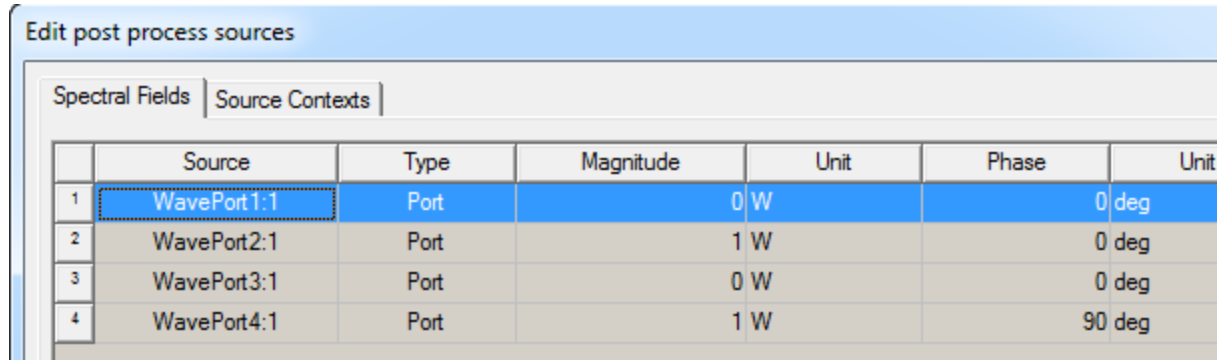 Edit post process sources
Spectral Fields Source Contexts
Source Type Magnitude Unit Phase Unit
1 WavePort1:1 Port 0 W 0 deg
2 WavePort2:1 Port 1 W 0 deg
3 WavePort3:1 Port 0 W 0 deg
4 WavePort4:1 Port 1 W 90 deg